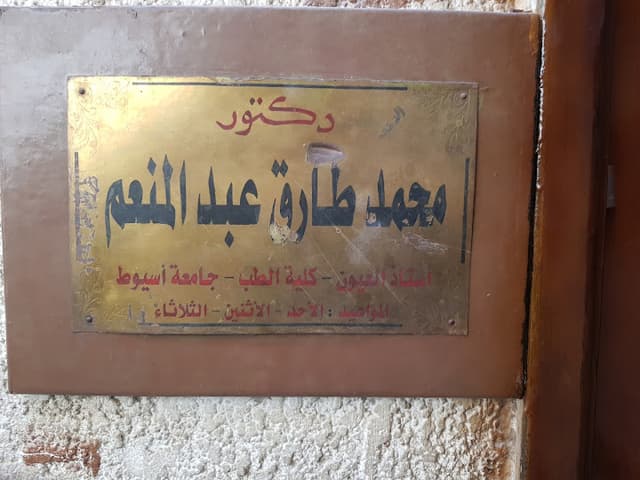 دكتور
محمد طارق عبد المنعم
أستاذ العيون - كلية الطب - جامعة أسيوط
المواعيد : الأحد - الاثنين - الثلاثاء